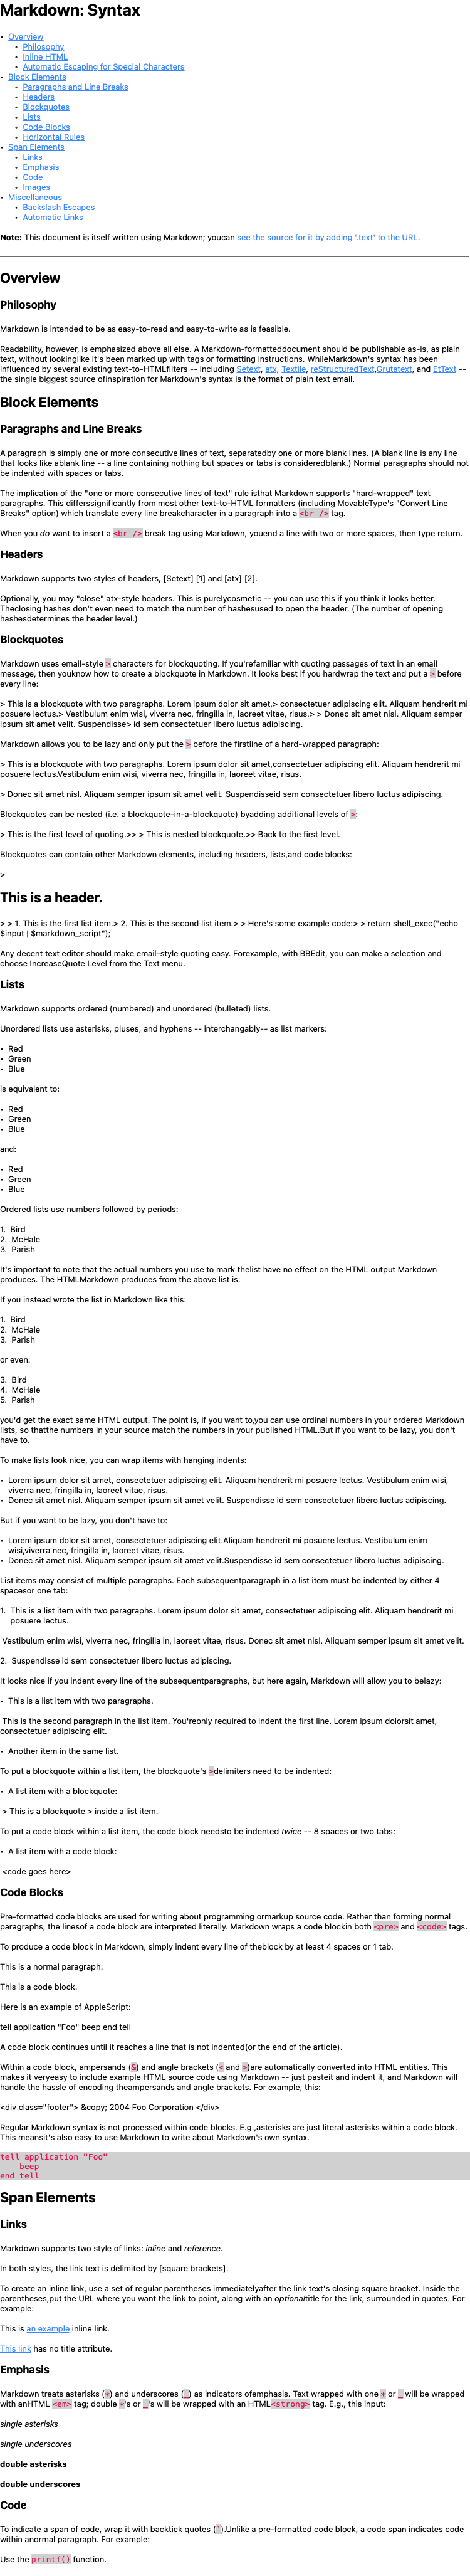 Markdown: Syntax
• Overview
• Philosophy
• Inline HTML
• Automatic Escaping for Special Characters
• Block Elements
• Paragraphs and Line Breaks
• Headers
• Blockquotes
• Lists
• Code Blocks
• Horizontal Rules
• Span Elements
• Links
• Emphasis
• Code
• Images
• Miscellaneous
• Backslash Escapes
• Automatic Links
Note: This document is itself written using Markdown; youcan see the source for it by adding '.text' to the URL.
Overview
Philosophy
Markdown is intended to be as easy-to-read and easy-to-write as is feasible.
Readability, however, is emphasized above all else. A Markdown-formatteddocument should be publishable as-is, as plain
text, without lookinglike it's been marked up with tags or formatting instructions. WhileMarkdown's syntax has been
influenced by several existing text-to-HTMLfilters -- including Setext, atx, Textile, reStructuredText,Grutatext, and EtText --
the single biggest source ofinspiration for Markdown's syntax is the format of plain text email.
Block Elements
Paragraphs and Line Breaks
A paragraph is simply one or more consecutive lines of text, separatedby one or more blank lines. (A blank line is any line
that looks like ablank line -- a line containing nothing but spaces or tabs is consideredblank.) Normal paragraphs should not
be indented with spaces or tabs.
The implication of the "one or more consecutive lines of text" rule isthat Markdown supports "hard-wrapped" text
paragraphs. This differssignificantly from most other text-to-HTML formatters (including MovableType's "Convert Line
Breaks" option) which translate every line breakcharacter in a paragraph into a <br /> tag.
When you do want to insert a <br /> break tag using Markdown, youend a line with two or more spaces, then type return.
Headers
Markdown supports two styles of headers, [Setext] [1] and [atx] [2].
Optionally, you may "close" atx-style headers. This is purelycosmetic -- you can use this if you think it looks better.
Theclosing hashes don't even need to match the number of hashesused to open the header. (The number of opening
hashesdetermines the header level.)
Blockquotes
Markdown uses email-style > characters for blockquoting. If you'refamiliar with quoting passages of text in an email
message, then youknow how to create a blockquote in Markdown. It looks best if you hardwrap the text and put a > before
every line:
> This is a blockquote with two paragraphs. Lorem ipsum dolor sit amet,> consectetuer adipiscing elit. Aliquam hendrerit mi
posuere lectus.> Vestibulum enim wisi, viverra nec, fringilla in, laoreet vitae, risus.> > Donec sit amet nisl. Aliquam semper
ipsum sit amet velit. Suspendisse> id sem consectetuer libero luctus adipiscing.
Markdown allows you to be lazy and only put the > before the firstline of a hard-wrapped paragraph:
> This is a blockquote with two paragraphs. Lorem ipsum dolor sit amet,consectetuer adipiscing elit. Aliquam hendrerit mi
posuere lectus.Vestibulum enim wisi, viverra nec, fringilla in, laoreet vitae, risus.
> Donec sit amet nisl. Aliquam semper ipsum sit amet velit. Suspendisseid sem consectetuer libero luctus adipiscing.
Blockquotes can be nested (i.e. a blockquote-in-a-blockquote) byadding additional levels of >:
> This is the first level of quoting.>> > This is nested blockquote.>> Back to the first level.
Blockquotes can contain other Markdown elements, including headers, lists,and code blocks:
>
This is a header.
> > 1. This is the first list item.> 2. This is the second list item.> > Here's some example code:> > return shell_exec("echo
$input | $markdown_script");
Any decent text editor should make email-style quoting easy. Forexample, with BBEdit, you can make a selection and
choose IncreaseQuote Level from the Text menu.
Lists
Markdown supports ordered (numbered) and unordered (bulleted) lists.
Unordered lists use asterisks, pluses, and hyphens -- interchangably-- as list markers:
• Red
• Green
• Blue
is equivalent to:
• Red
• Green
• Blue
and:
• Red
• Green
• Blue
Ordered lists use numbers followed by periods:
1. Bird
2. McHale
3. Parish
It's important to note that the actual numbers you use to mark thelist have no effect on the HTML output Markdown
produces. The HTMLMarkdown produces from the above list is:
If you instead wrote the list in Markdown like this:
1. Bird
2. McHale
3. Parish
or even:
3. Bird
4. McHale
5. Parish
you'd get the exact same HTML output. The point is, if you want to,you can use ordinal numbers in your ordered Markdown
lists, so thatthe numbers in your source match the numbers in your published HTML.But if you want to be lazy, you don't
have to.
To make lists look nice, you can wrap items with hanging indents:
• Lorem ipsum dolor sit amet, consectetuer adipiscing elit. Aliquam hendrerit mi posuere lectus. Vestibulum enim wisi,
viverra nec, fringilla in, laoreet vitae, risus.
• Donec sit amet nisl. Aliquam semper ipsum sit amet velit. Suspendisse id sem consectetuer libero luctus adipiscing.
But if you want to be lazy, you don't have to:
• Lorem ipsum dolor sit amet, consectetuer adipiscing elit.Aliquam hendrerit mi posuere lectus. Vestibulum enim
wisi,viverra nec, fringilla in, laoreet vitae, risus.
• Donec sit amet nisl. Aliquam semper ipsum sit amet velit.Suspendisse id sem consectetuer libero luctus adipiscing.
List items may consist of multiple paragraphs. Each subsequentparagraph in a list item must be indented by either 4
spacesor one tab:
1. This is a list item with two paragraphs. Lorem ipsum dolor sit amet, consectetuer adipiscing elit. Aliquam hendrerit mi
posuere lectus.
Vestibulum enim wisi, viverra nec, fringilla in, laoreet vitae, risus. Donec sit amet nisl. Aliquam semper ipsum sit amet velit.
2. Suspendisse id sem consectetuer libero luctus adipiscing.
It looks nice if you indent every line of the subsequentparagraphs, but here again, Markdown will allow you to belazy:
• This is a list item with two paragraphs.
This is the second paragraph in the list item. You'reonly required to indent the first line. Lorem ipsum dolorsit amet,
consectetuer adipiscing elit.
• Another item in the same list.
To put a blockquote within a list item, the blockquote's >delimiters need to be indented:
• A list item with a blockquote:
> This is a blockquote > inside a list item.
To put a code block within a list item, the code block needsto be indented twice -- 8 spaces or two tabs:
• A list item with a code block:
<code goes here>
Code Blocks
Pre-formatted code blocks are used for writing about programming ormarkup source code. Rather than forming normal
paragraphs, the linesof a code block are interpreted literally. Markdown wraps a code blockin both <pre> and <code> tags.
To produce a code block in Markdown, simply indent every line of theblock by at least 4 spaces or 1 tab.
This is a normal paragraph:
This is a code block.
Here is an example of AppleScript:
tell application "Foo" beep end tell
A code block continues until it reaches a line that is not indented(or the end of the article).
Within a code block, ampersands (&) and angle brackets (< and >)are automatically converted into HTML entities. This
makes it veryeasy to include example HTML source code using Markdown -- just pasteit and indent it, and Markdown will
handle the hassle of encoding theampersands and angle brackets. For example, this:
<div class="footer"> &copy; 2004 Foo Corporation </div>
Regular Markdown syntax is not processed within code blocks. E.g.,asterisks are just literal asterisks within a code block.
This meansit's also easy to use Markdown to write about Markdown's own syntax.
tell application "Foo"
    beep
end tell
Span Elements
Links
Markdown supports two style of links: inline and reference.
In both styles, the link text is delimited by [square brackets].
To create an inline link, use a set of regular parentheses immediatelyafter the link text's closing square bracket. Inside the
parentheses,put the URL where you want the link to point, along with an optionaltitle for the link, surrounded in quotes. For
example:
This is an example inline link.
This link has no title attribute.
Emphasis
Markdown treats asterisks (*) and underscores (_) as indicators ofemphasis. Text wrapped with one * or _ will be wrapped
with anHTML <em> tag; double *'s or _'s will be wrapped with an HTML<strong> tag. E.g., this input:
single asterisks
single underscores
double asterisks
double underscores
Code
To indicate a span of code, wrap it with backtick quotes (`).Unlike a pre-formatted code block, a code span indicates code
within anormal paragraph. For example:
Use the printf() function.